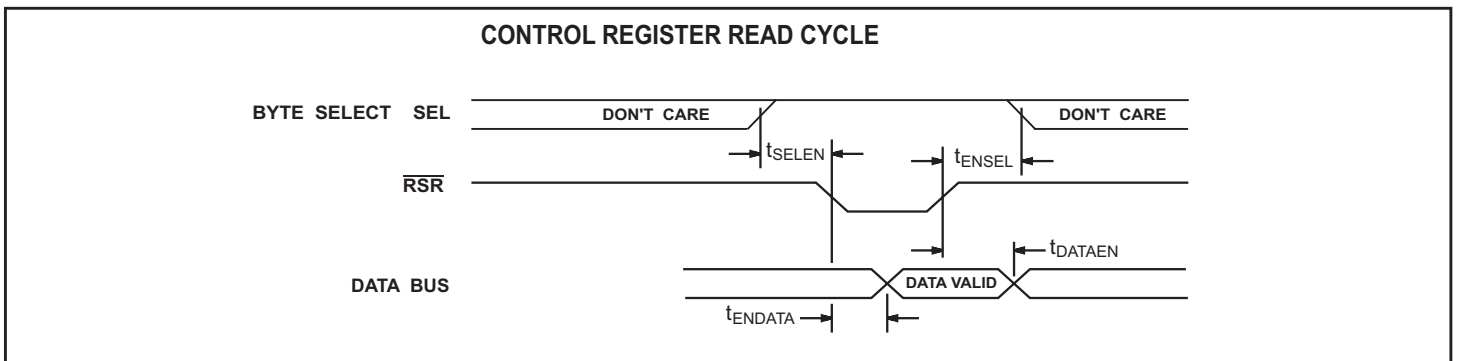 CONTROL REGISTER READ CYCLE
BYTE SELECT SEL
DON'T CARE
DON'T CARE
tSELEN
tENSEL
RSR
tDATAEN
DATA BUS
DATA VALID
tENDATA